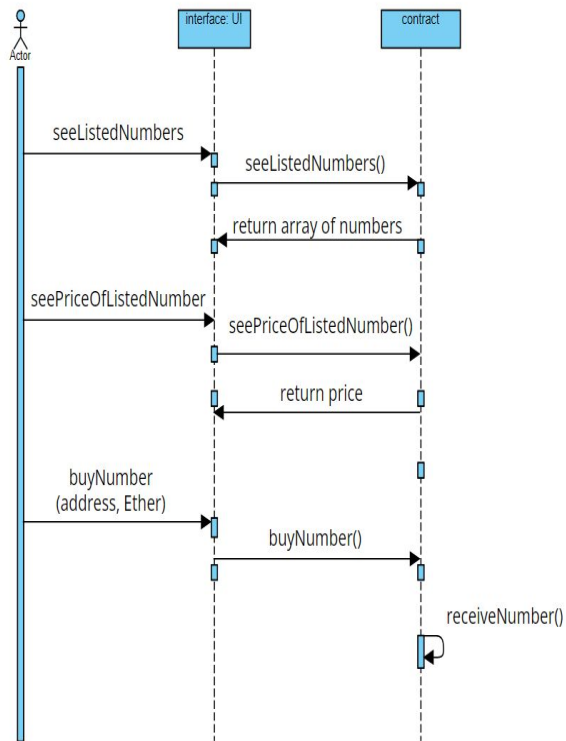 interface: UI
contract
Actor
seeListedNumbers
seeListedNumbers()
return array of numbers
seePriceOfListedNumber
seePriceOfListedNumber()
return price
buyNumber
(address, Ether)
buyNumber()
receiveNumber()